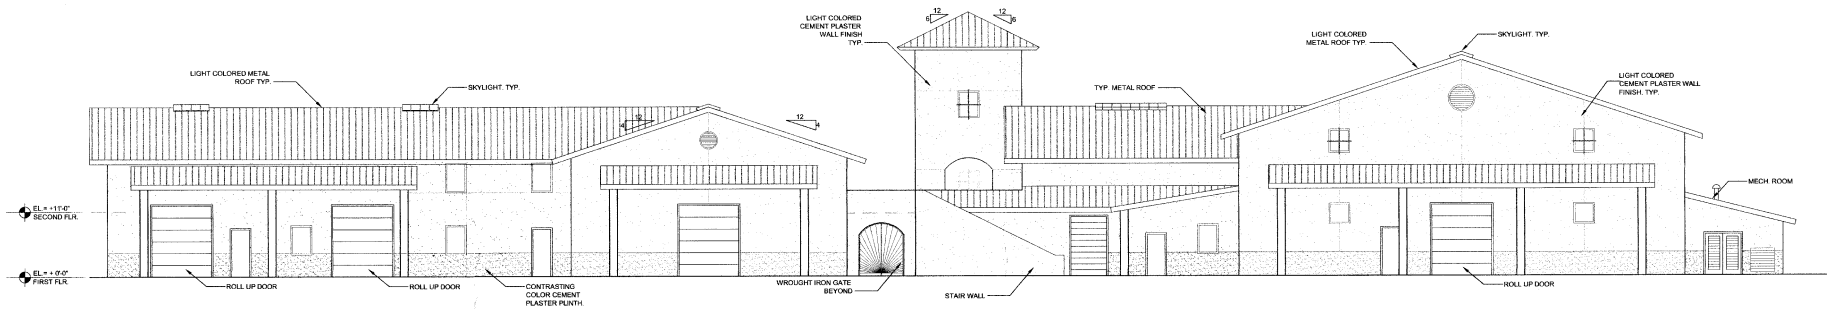 12
12
6
6
LIGHT COLORED
CEMENT PLASTER
WALL FINISH
TYP.
LIGHT COLORED
METAL ROOF TYP.
SKYLIGHT. TYP.
LIGHT COLORED METAL
ROOF TYP.
SKYLIGHT. TYP.
TYP. METAL ROOF
LIGHT COLORED
CEMENT PLASTER WALL
FINISH. TYP.
12
4
12
4
MECH. ROOM
EL.= +11'-0"
SECOND FLR.
EL.= + 0'-0"
FIRST FLR.
ROLL UP DOOR
ROLL UP DOOR
CONTRASTING
COLOR CEMENT
PLASTER PLINTH.
WROUGHT IRON GATE
BEYOND
STAIR WALL
ROLL UP DOOR